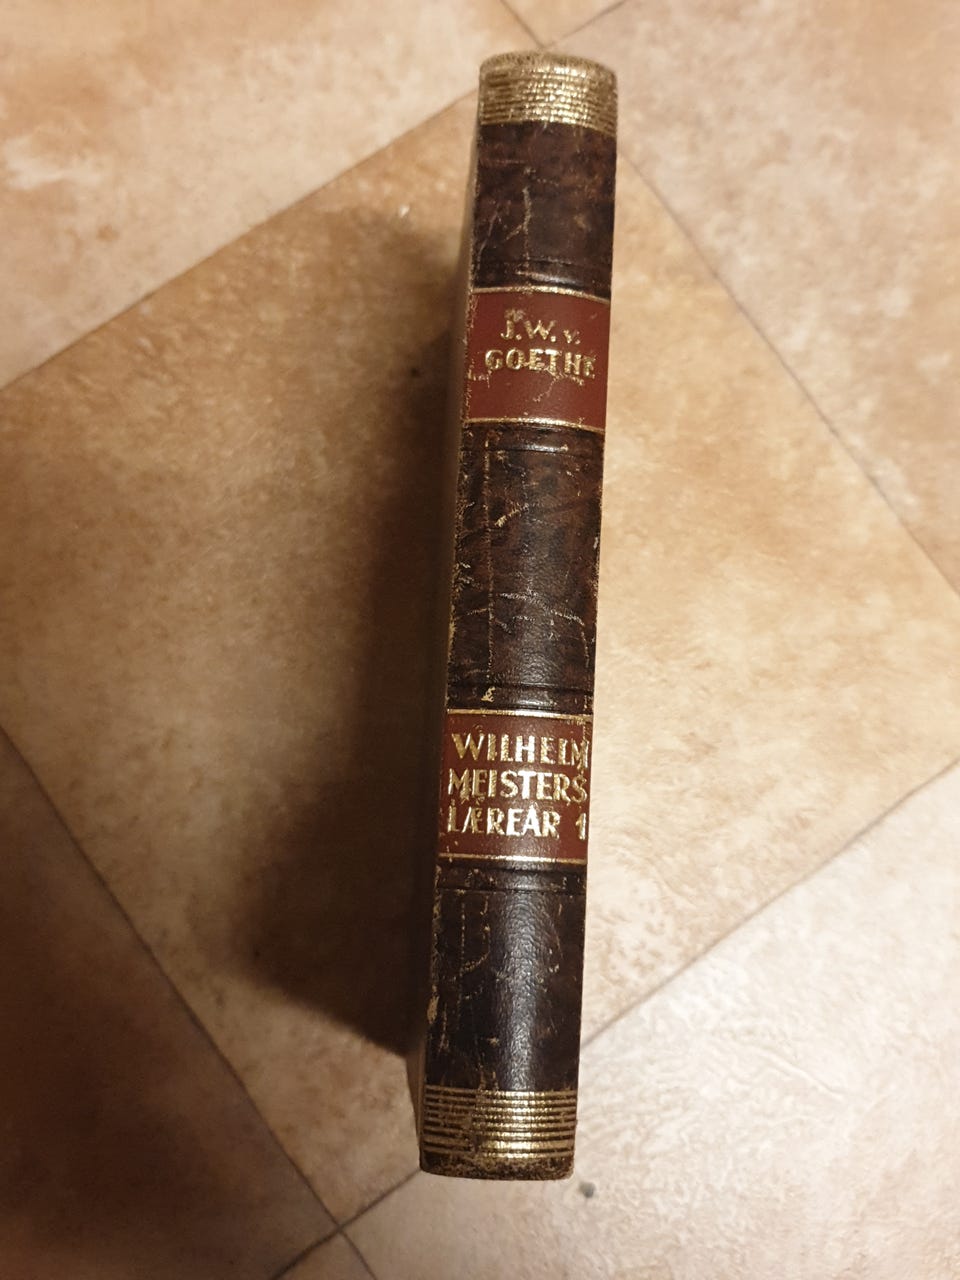 J.W. v.
GOETHE
WILHELM
MEISTERS
LÆREÅR 1